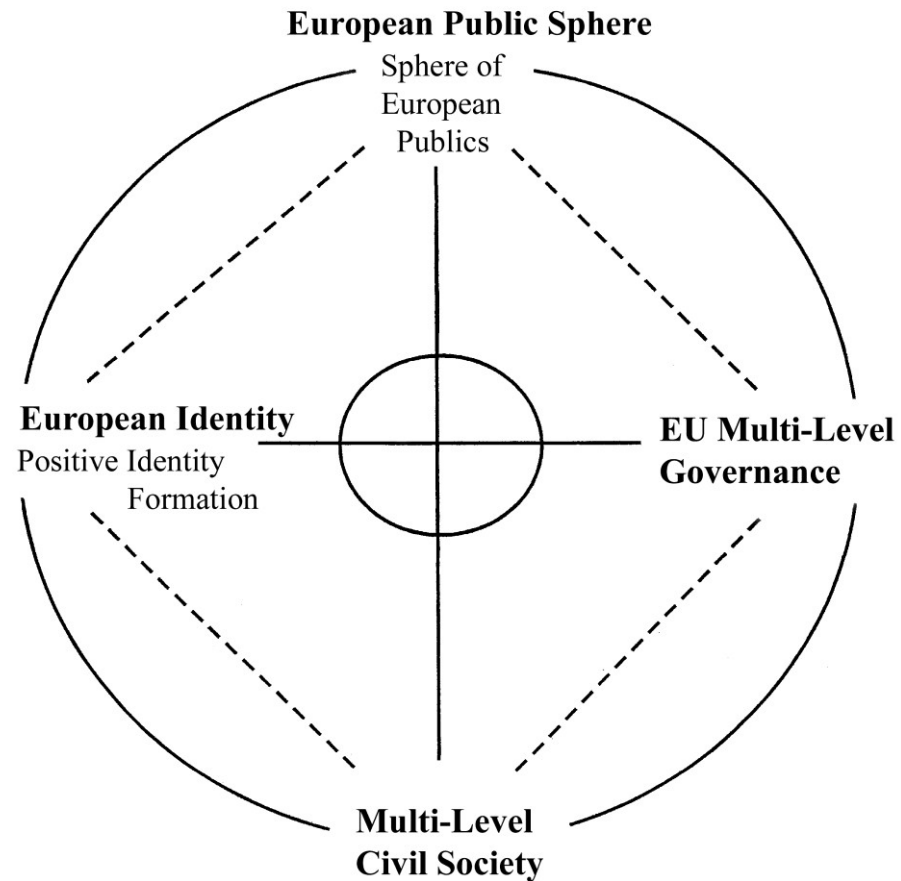 European Public Sphere
Sphere of
European
Publics
European Identity
Positive Identity
Formation
EU Multi-Level
Governance
Multi-Level
Civil Society